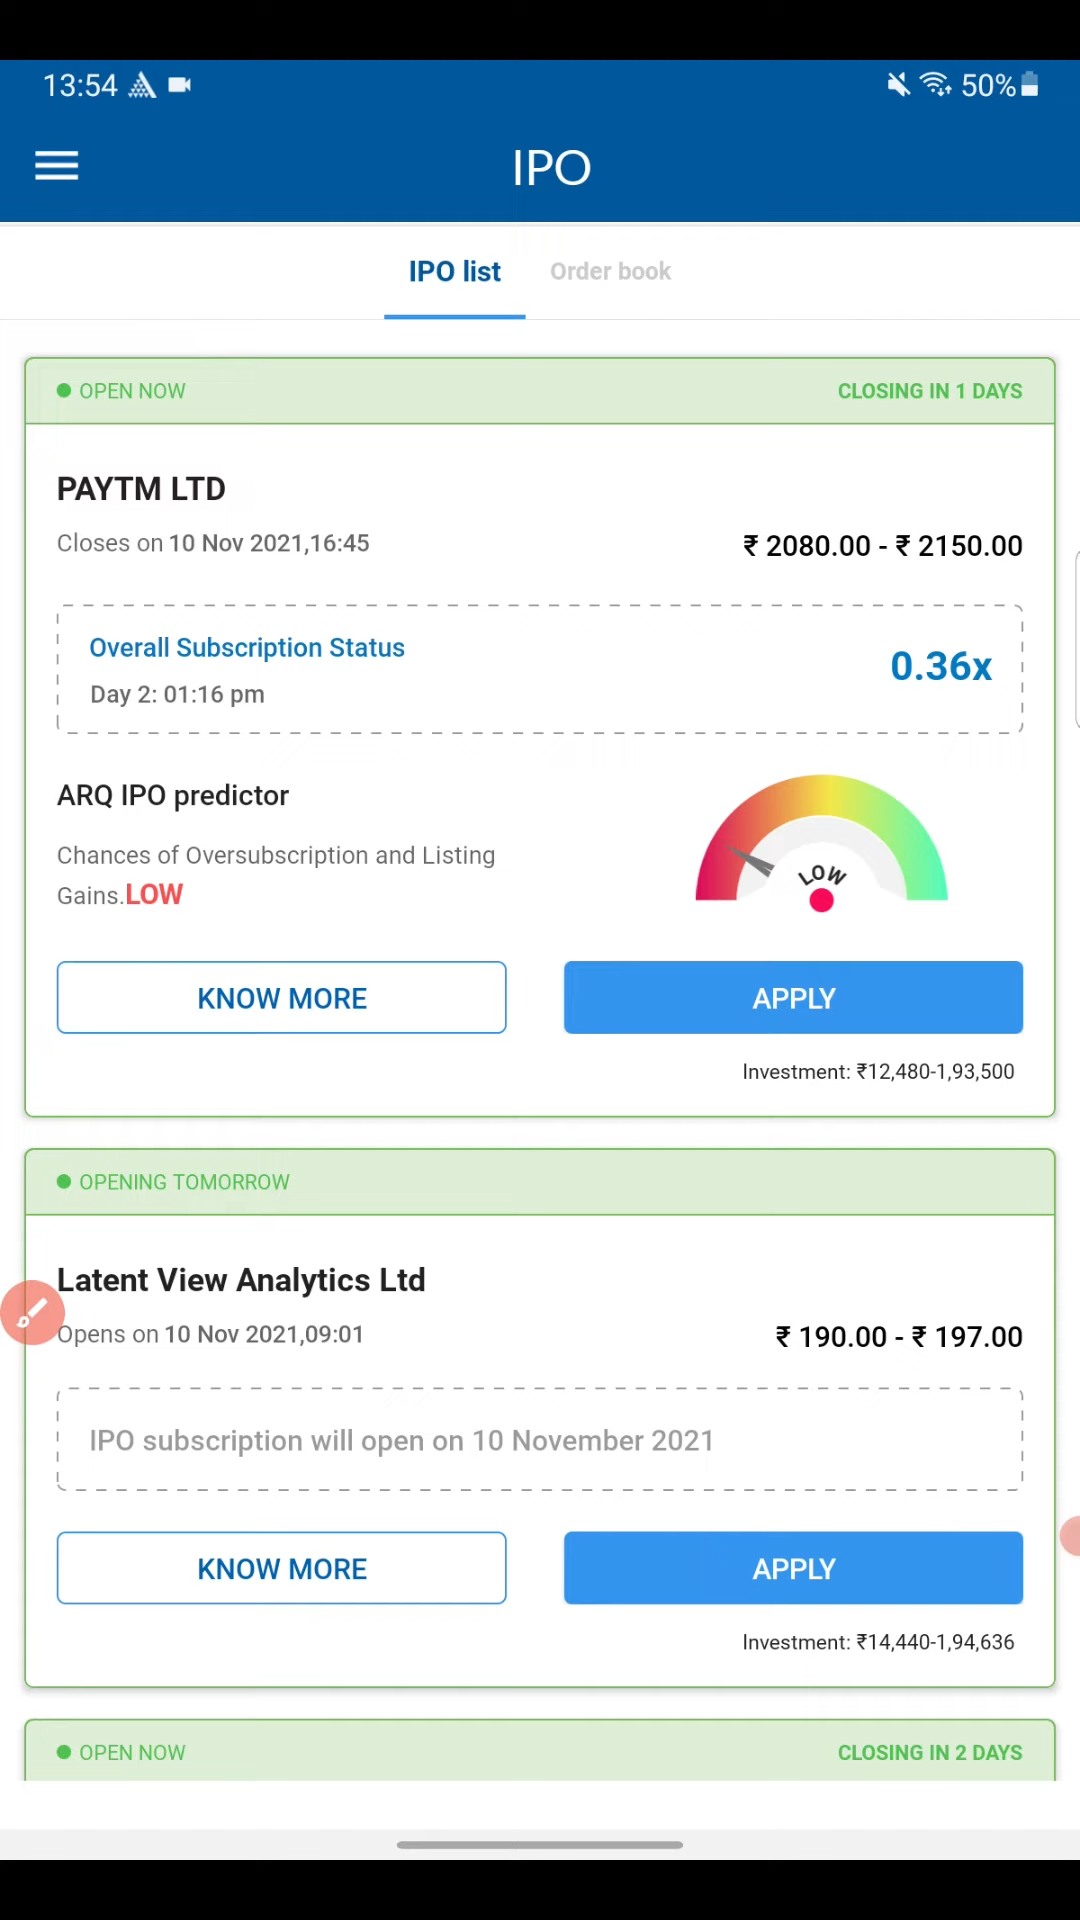 13:54
50%
IPO
IPO list
Order book
OPEN NOW
CLOSING IN 1 DAYS
PAYTM LTD
Closes on 10 Nov 2021,16:45
₹ 2080.00 - ₹ 2150.00
Overall Subscription Status
0.36x
Day 2: 01:16 pm
ARQ IPO predictor
Chances of Oversubscription and Listing
Gains.LOW
LOW
KNOW MORE
APPLY
Investment: ₹12,480-1,93,500
OPENING TOMORROW
Latent View Analytics Ltd
Opens on 10 Nov 2021,09:01
₹ 190.00 - ₹ 197.00
IPO subscription will open on 10 November 2021
KNOW MORE
APPLY
Investment: ₹14,440-1,94,636
OPEN NOW
CLOSING IN 2 DAYS